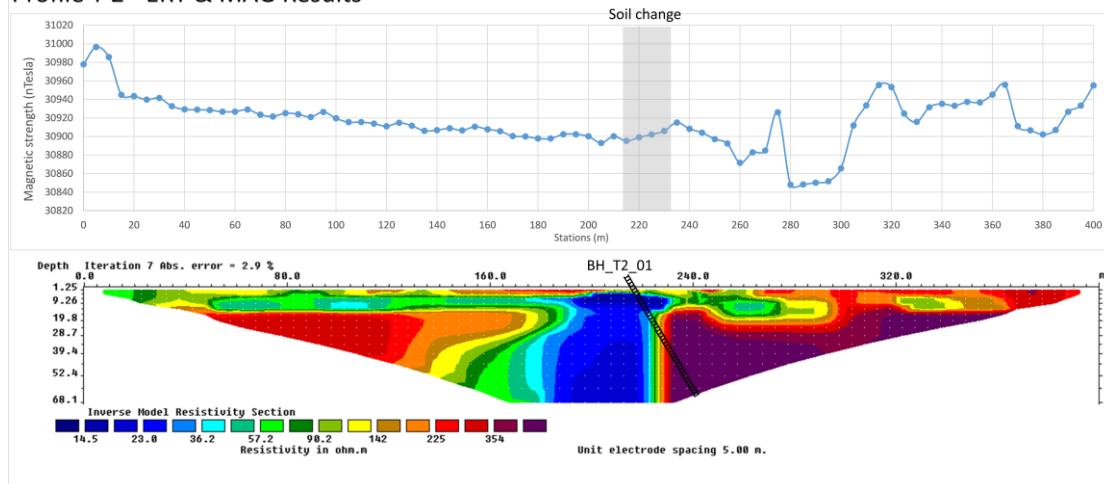 Profile ERT & MAG Results
Soil change
31020
31000
30980
30960
30940
30920
30900
30880
30860
30840
30820
Magnetic strength (nTesla)
0 20 40 60 80 100 120 140 160 180 200 220 240 260 280 300 320 340 360 380 400
Stations (m)
BH_T2_01
Depth Iteration 7 Abs. error = 2.9 %
0.0 80.0 160.0 240.0 320.0 m
1.25
9.26
19.8
28.7
39.4
52.4
68.1
Inverse Model Resistivity Section
14.5 23.0 36.2 57.2 90.2 142 225 354
Resistivity in ohm.m
Unit electrode spacing 5.00 m.